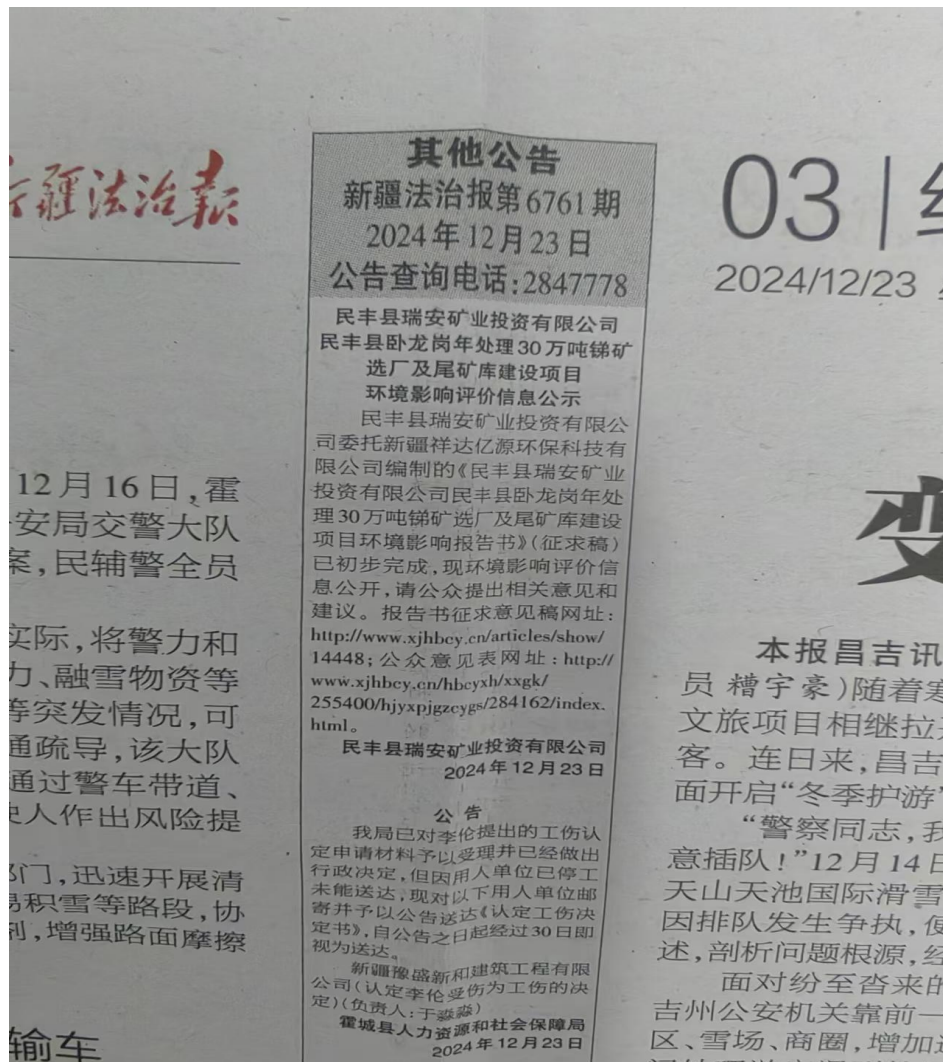 疆法治報
其他公告
新疆法治报第6761期
2024年12月23日
公告查询电话:2847778
民丰县瑞安矿业投资有限公司
民丰县卧龙岗年处理30万吨锑矿
选厂及尾矿库建设项目
环境影响评价信息公示
民丰县瑞安矿业投资有限公
司委托新疆祥达亿源环保科技有
限公司编制的《民丰县瑞安矿业
投资有限公司民丰县卧龙岗年处
理30万吨锑矿选厂及尾矿库建设
项目环境影响报告书》(征求稿)
已初步完成,现环境影响评价信
息公开,请公众提出相关意见和
建议。报告书征求意见稿网址:
http://www.xjhbcy.cn/articles/show/
14448;公众意见表网址:http://
www.xjhbcy.cn/hbcyxh/xxgk/
255400/hjyxpjgzcygs/284162/index.
html。
民丰县瑞安矿业投资有限公司
2024年12月23日
公告
我局已对李伦提出的工伤认
定申请材料予以受理并已经做出
行政决定,但因用人单位已停工
未能送达,现对以下用人单位邮
寄并予以公告送达《认定工伤决
定书》,自公告之日起经过30日即
视为送达。
新疆豫盛新和建筑工程有限
公司(认定李伦受伤为工伤的决
定)(负责人:于淼淼)
霍城县人力资源和社会保障局
2024年12月23日
12月16日,霍
安局交警大队
案,民辅警全员
实际,将警力和
力、融雪物资等
等突发情况,可
通疏导,该大队
通过警车带道、
人作出风险提
部门,迅速开展清
易积雪等路段,协
剂,增强路面摩擦
输车
03
2024/12/23
变
本报昌吉讯
员 糟宇豪)随着寒
文旅项目相继拉
客。连日来,昌吉
面开启“冬季护游”
“警察同志,我
意插队!”12月14日
天山天池国际滑雪
因排队发生争执,便
述,剖析问题根源,经
面对纷至沓来的
吉州公安机关靠前一
区、雪场、商圈,增加